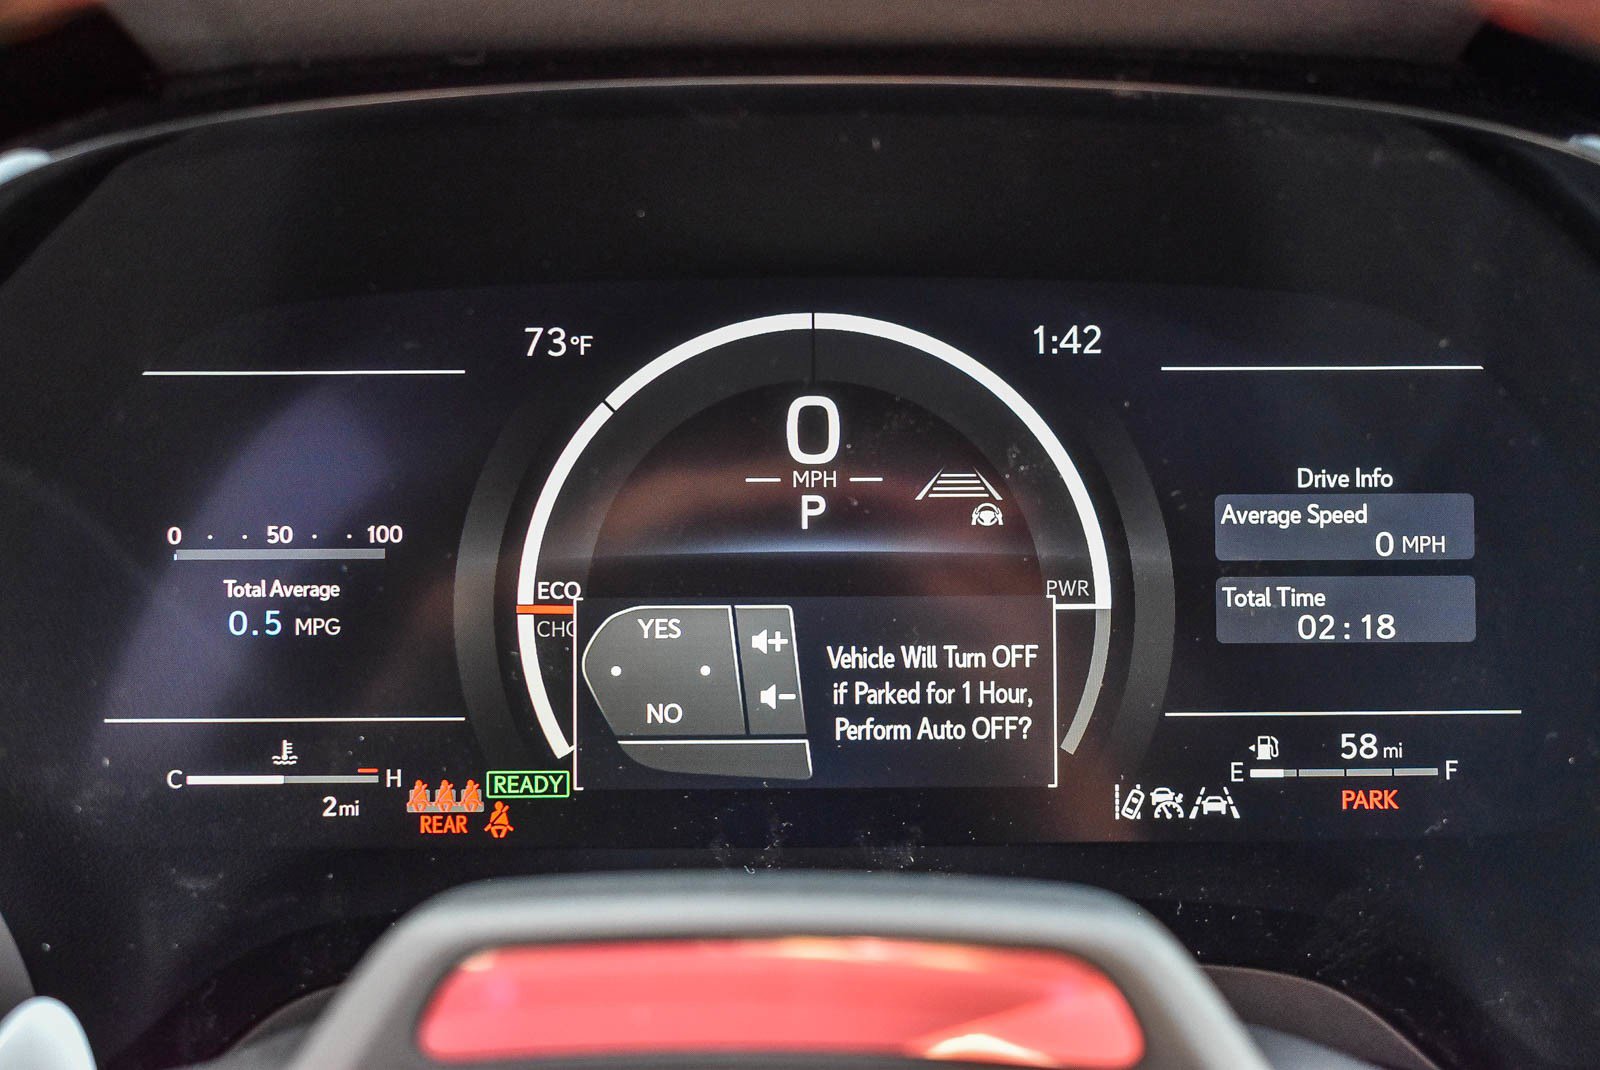 73°F
1:42
0
MPH
P
0 50 100
Total Average
0.5 MPG
ECO
CHG
PWR
YES
NO
Vehicle Will Turn OFF
if Parked for 1 Hour,
Perform Auto OFF?
Drive Info
Average Speed
0 MPH
Total Time
02:18
C H
2mi
READY
REAR
58 mi
E F
PARK